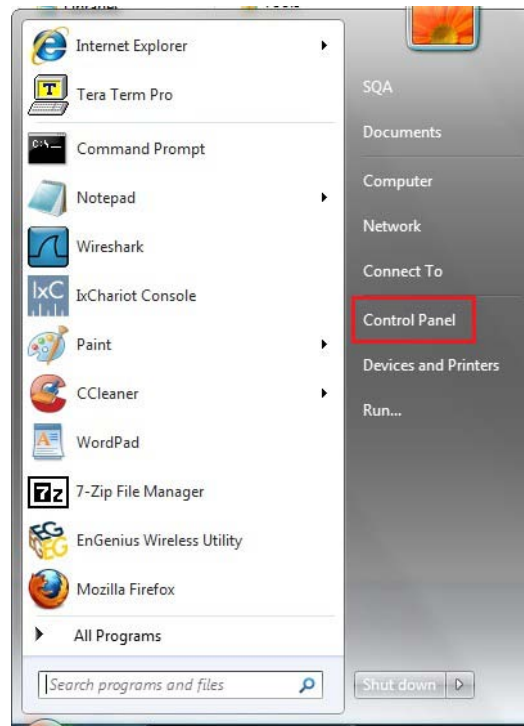 Internet Explorer
Tera Term Pro
Command Prompt
Notepad
Wireshark
IxC
IxChariot Console
Paint
CCleaner
WordPad
7z
7-Zip File Manager
EnGenius Wireless Utility
Mozilla Firefox
All Programs
Search programs and files
SQA
Documents
Computer
Network
Connect To
Control Panel
Devices and Printers
Run...
Shut down